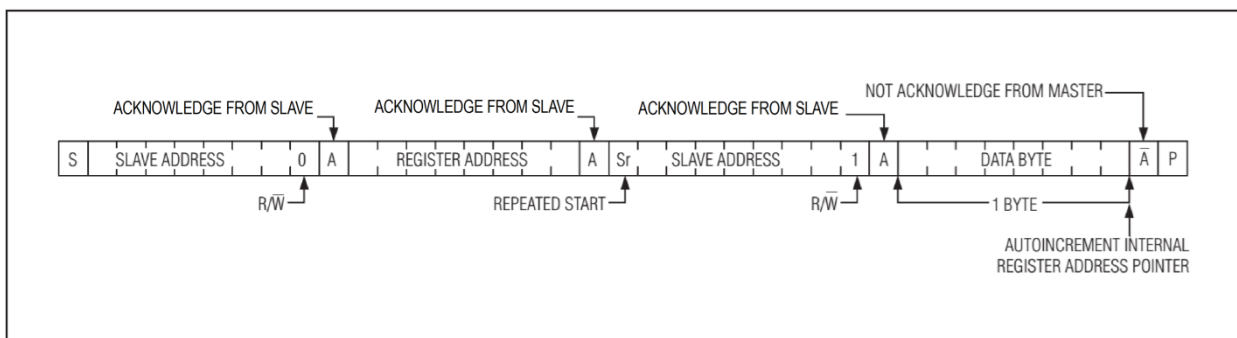 NOT ACKNOWLEDGE FROM MASTER
ACKNOWLEDGE FROM SLAVE ACKNOWLEDGE FROM SLAVE ACKNOWLEDGE FROM SLAVE
S SLAVE ADDRESS 0 A REGISTER ADDRESS A Sr SLAVE ADDRESS 1 A DATA BYTE A̅ P
R/W̅ REPEATED START R/W̅ 1 BYTE
AUTOINCREMENT INTERNAL
REGISTER ADDRESS POINTER